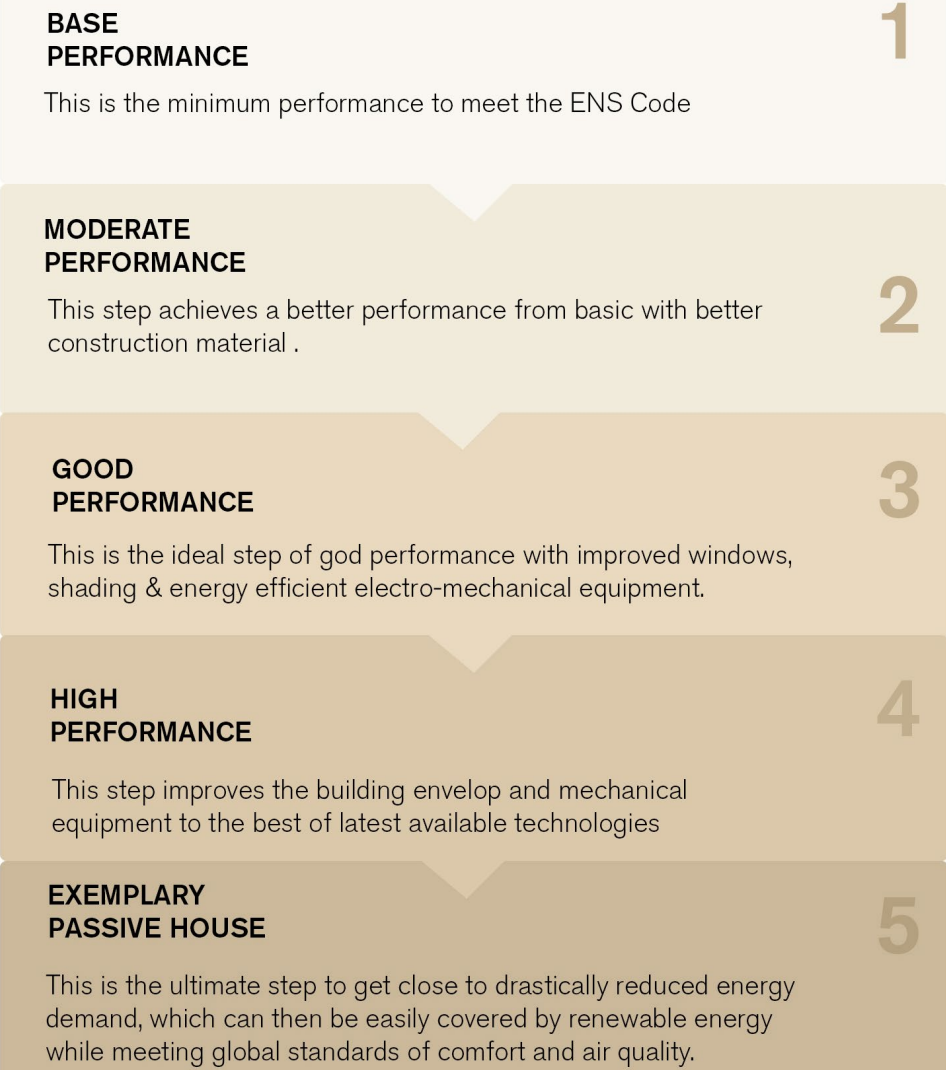 BASE
PERFORMANCE
1
This is the minimum performance to meet the ENS Code
MODERATE
PERFORMANCE
This step achieves a better performance from basic with better
construction material .
2
GOOD
PERFORMANCE
3
This is the ideal step of god performance with improved windows,
shading & energy efficient electro-mechanical equipment.
HIGH
PERFORMANCE
4
This step improves the building envelop and mechanical
equipment to the best of latest available technologies
EXEMPLARY
PASSIVE HOUSE
5
This is the ultimate step to get close to drastically reduced energy
demand, which can then be easily covered by renewable energy
while meeting global standards of comfort and air quality.